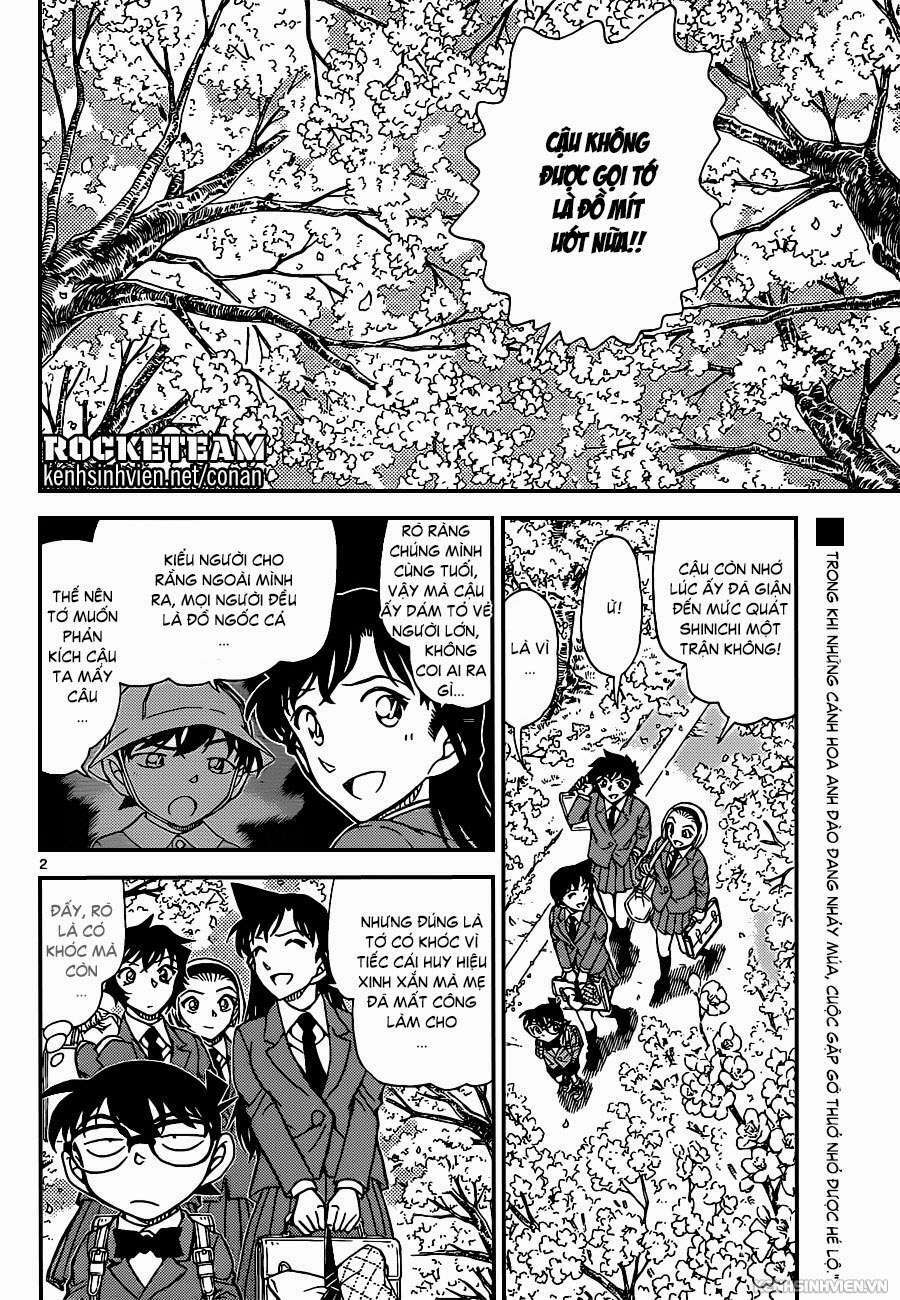 CẬU KHÔNG
ĐƯỢC GỌI TỚ
LÀ ĐỒ MÍT
ƯỚT NỮA!!
ROCKETEAM
kenhsinhvien.net/conan
TRONG KHI NHỮNG CÁNH HOA ANH ĐÀO ĐANG NHẢY MÚA, CUỘC GẶP GỠ THUỞ NHỎ ĐƯỢC HÉ LỘ,
CẬU CÒN NHỚ
LÚC ẤY ĐÃ GIẬN
ĐẾN MỨC QUÁT
SHINICHI MỘT
TRẬN KHÔNG!
Ừ!
LÀ VÌ
...
RÕ RÀNG
CHÚNG MÌNH
CÙNG TUỔI,
VẬY MÀ CẬU
ẤY DÁM TỎ VẺ
NGƯỜI LỚN,
KHÔNG
COI AI RA
GÌ...
KIỂU NGƯỜI CHO
RẰNG NGOÀI MÌNH
RA, MỌI NGƯỜI ĐỀU
LÀ ĐỒ NGỐC CẢ
...
THẾ NÊN
TỚ MUỐN
PHẢN
KÍCH CẬU
TA MẤY
CÂU
...
2
NHƯNG ĐÚNG LÀ
TỚ CÓ KHÓC VÌ
TIẾC CÁI HUY HIỆU
XINH XẮN MÀ MẸ
ĐÃ MẤT CÔNG
LÀM CHO
...
ĐẤY, RÕ
LÀ CÓ
KHÓC MÀ
CÒN
...
KENHSINHVIEN.VN